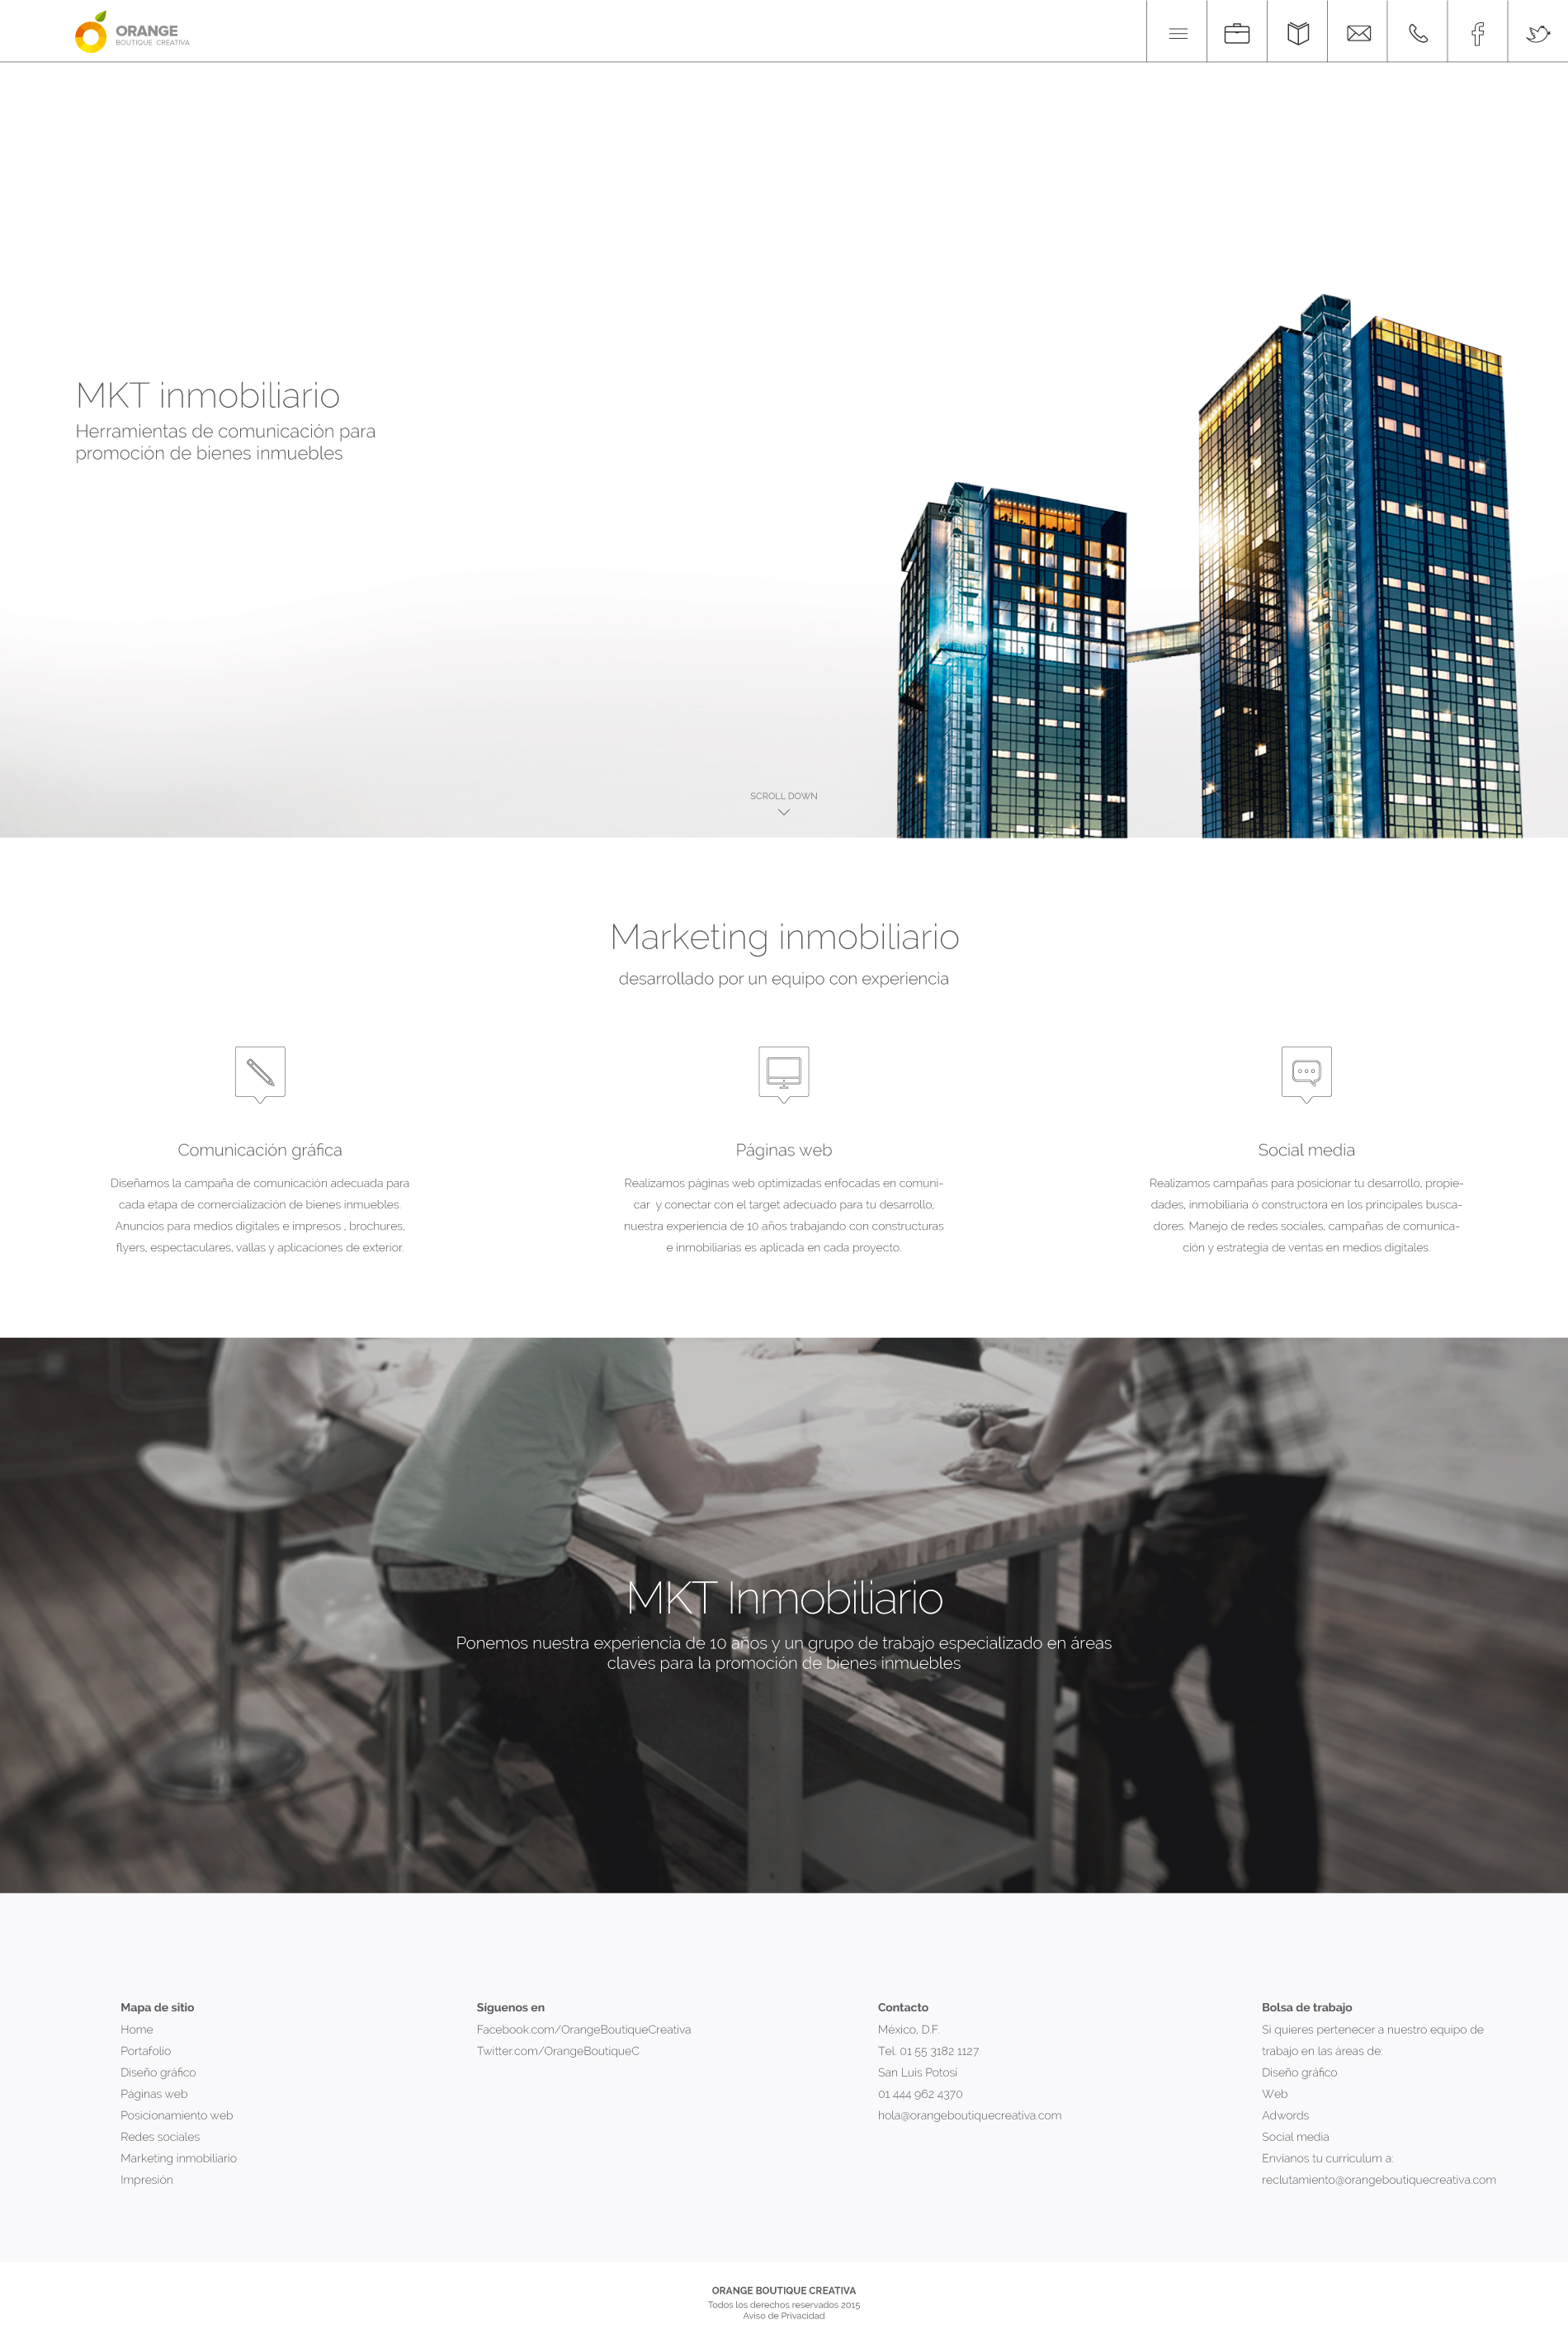 ORANGE
BOUTIQUE CREATIVA
MKT inmobiliario
Herramientas de comunicación para
promoción de bienes inmuebles
SCROLL DOWN
Marketing inmobiliario
desarrollado por un equipo con experiencia
Comunicación gráfica
Diseñamos la campaña de comunicación adecuada para
cada etapa de comercialización de bienes inmuebles.
Anuncios para medios digitales e impresos , brochures,
flyers, espectaculares, vallas y aplicaciones de exterior.
Páginas web
Realizamos páginas web optimizadas enfocadas en comuni-
car y conectar con el target adecuado para tu desarrollo,
nuestra experiencia de 10 años trabajando con constructuras
e inmobiliarias es aplicada en cada proyecto.
Social media
Realizamos campañas para posicionar tu desarrollo, propie-
dades, inmobiliaria ó constructora en los principales busca-
dores. Manejo de redes sociales, campañas de comunica-
ción y estrategia de ventas en medios digitales.
MKT Inmobiliario
Ponemos nuestra experiencia de 10 años y un grupo de trabajo especializado en áreas
claves para la promoción de bienes inmuebles
Mapa de sitio
Home
Portafolio
Diseño gráfico
Páginas web
Posicionamiento web
Redes sociales
Marketing inmobiliario
Impresión
Síguenos en
Facebook.com/OrangeBoutiqueCreativa
Twitter.com/OrangeBoutiqueC
Contacto
México, D.F.
Tel. 01 55 3182 1127
San Luis Potosí
01 444 962 4370
hola@orangeboutiquecreativa.com
Bolsa de trabajo
Si quieres pertenecer a nuestro equipo de
trabajo en las áreas de:
Diseño gráfico
Web
Adwords
Social media
Envíanos tu curriculum a:
reclutamiento@orangeboutiquecreativa.com
ORANGE BOUTIQUE CREATIVA
Todos los derechos reservados 2015
Aviso de Privacidad